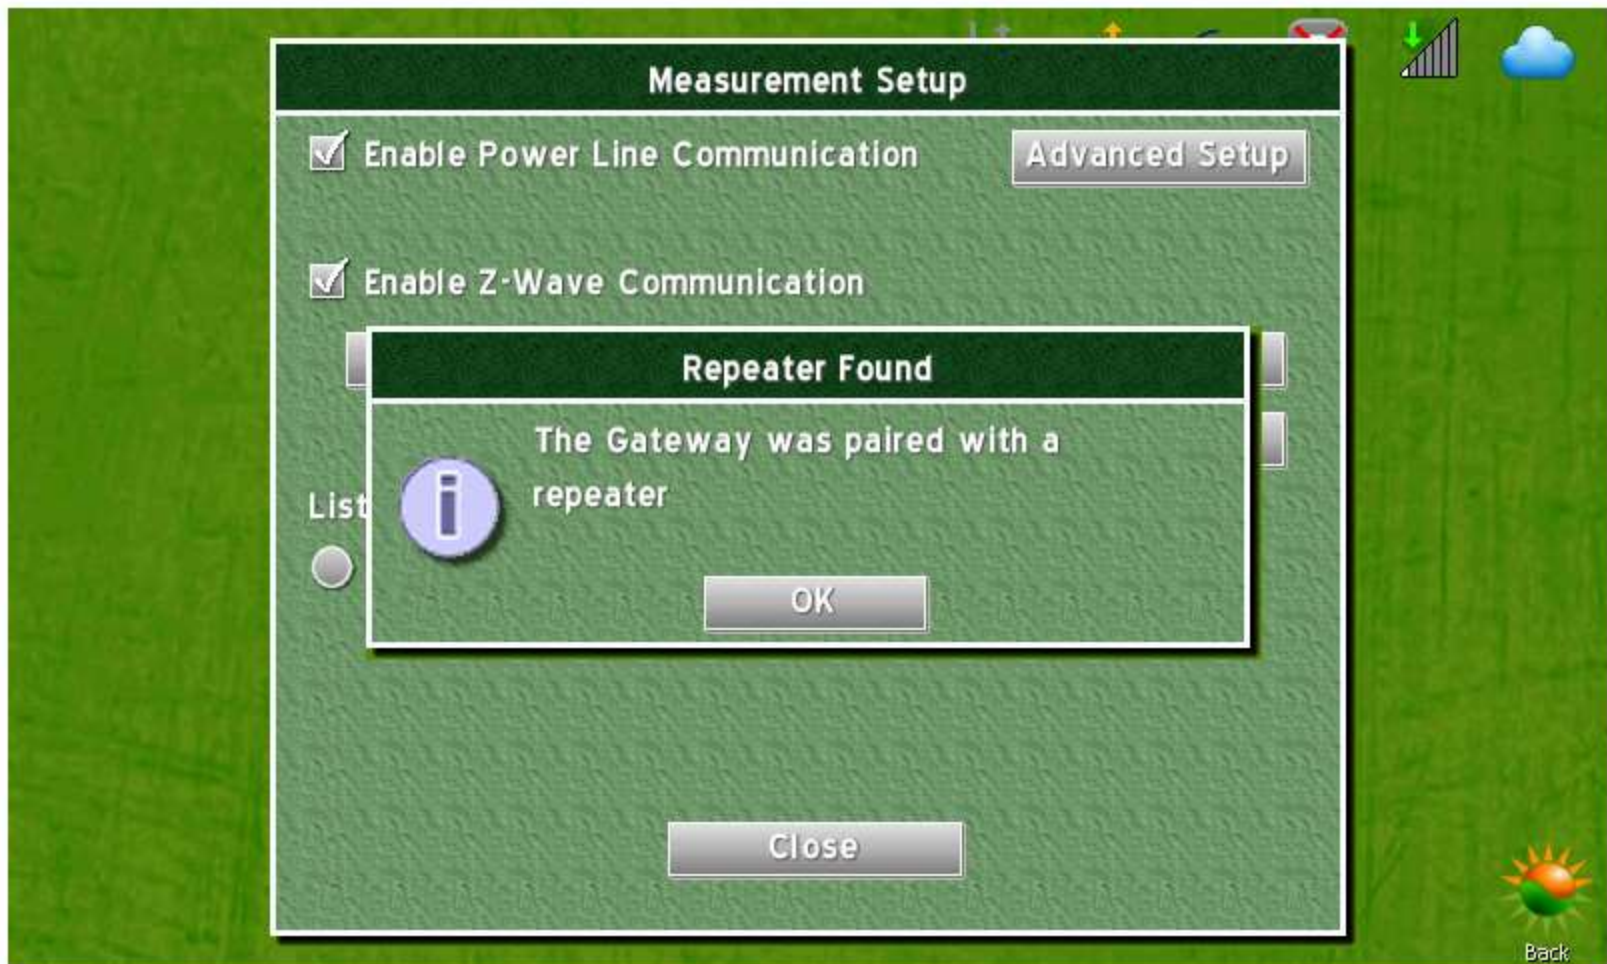 Measurement Setup
Enable Power Line Communication
Advanced Setup
Enable Z-Wave Communication
Repeater Found
The Gateway was paired with a
repeater
List
OK
Close
Back